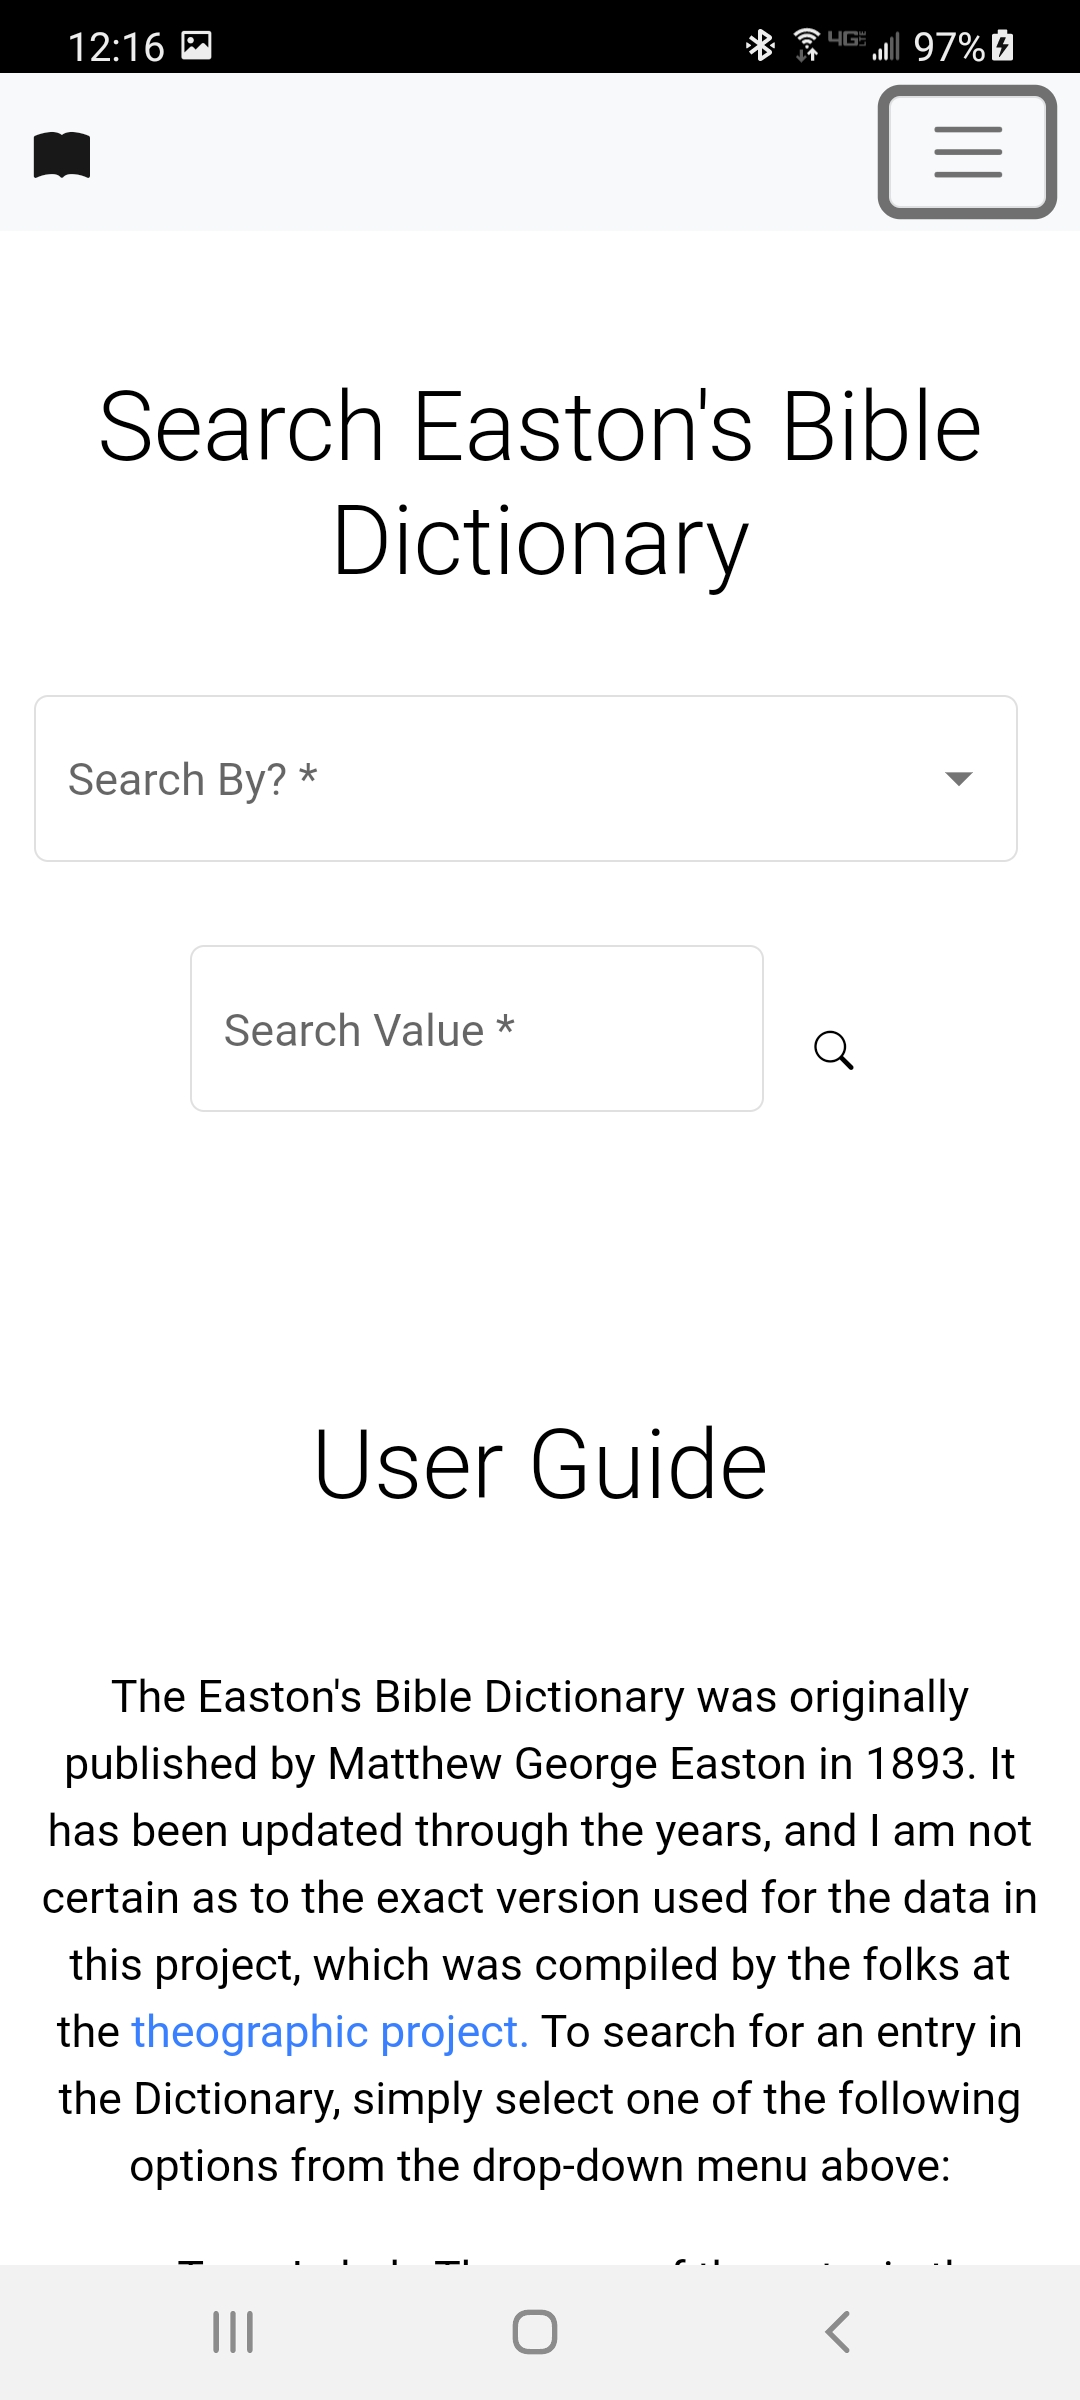 12:16 4G 97%
Search Easton's Bible
Dictionary
Search By? *
Search Value *
User Guide
The Easton's Bible Dictionary was originally
published by Matthew George Easton in 1893. It
has been updated through the years, and I am not
certain as to the exact version used for the data in
this project, which was compiled by the folks at
the theographic project. To search for an entry in
the Dictionary, simply select one of the following
options from the drop-down menu above: